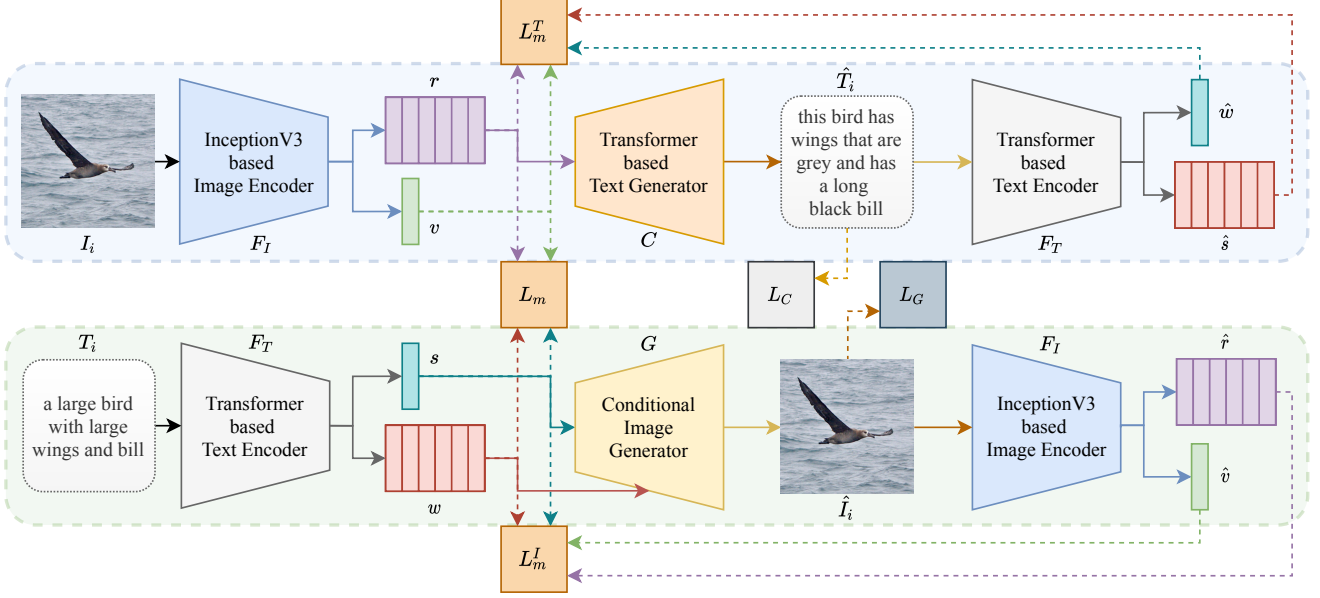 L_m^T
r
InceptionV3
based
Image Encoder
v
I_i
F_I
Transformer
based
Text Generator
C
T̂_i
this bird has
wings that are
grey and has
a long
black bill
Transformer
based
Text Encoder
F_T
ŵ
ŝ
L_m
L_C
L_G
T_i
a large bird
with large
wings and bill
F_T
Transformer
based
Text Encoder
s
w
G
Conditional
Image
Generator
Î_i
F_I
InceptionV3
based
Image Encoder
r̂
v̂
L_m^I